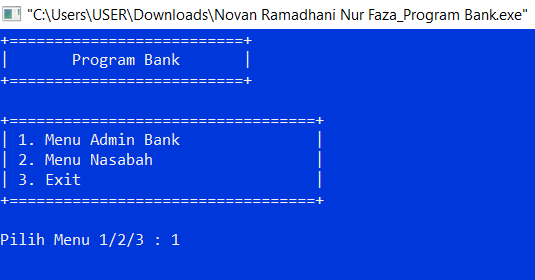 "C:\Users\USER\Downloads\Novan Ramadhani Nur Faza_Program Bank.exe"
+==========================+
|       Program Bank       |
+==========================+
+==================================+
| 1. Menu Admin Bank               |
| 2. Menu Nasabah                  |
| 3. Exit                          |
+==================================+
Pilih Menu 1/2/3 : 1